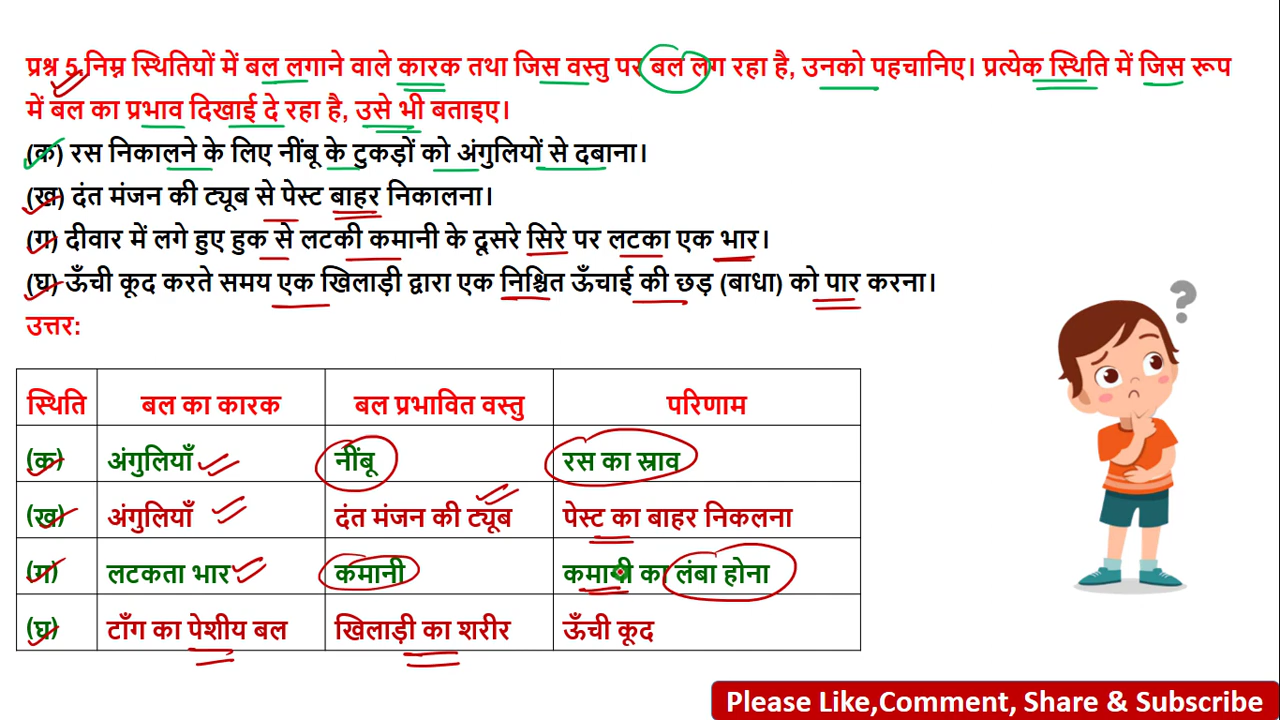 प्रश्न 5.निम्न स्थितियों में बल लगाने वाले कारक तथा जिस वस्तु पर बल लग रहा है, उनको पहचानिए। प्रत्येक स्थिति में जिस रूप
में बल का प्रभाव दिखाई दे रहा है, उसे भी बताइए।
(क) रस निकालने के लिए नींबू के टुकड़ों को अंगुलियों से दबाना।
(ख) दंत मंजन की ट्यूब से पेस्ट बाहर निकालना।
(ग) दीवार में लगे हुए हुक से लटकी कमानी के दूसरे सिरे पर लटका एक भार।
(घ) ऊँची कूद करते समय एक खिलाड़ी द्वारा एक निश्चित ऊँचाई की छड़ (बाधा) को पार करना।
उत्तर:
स्थिति बल का कारक बल प्रभावित वस्तु परिणाम
(क) अंगुलियाँ नींबू रस का स्राव
(ख) अंगुलियाँ दंत मंजन की ट्यूब पेस्ट का बाहर निकलना
(ग) लटकता भार कमानी कमानी का लंबा होना
(घ) टाँग का पेशीय बल खिलाड़ी का शरीर ऊँची कूद
?
Please Like,Comment, Share & Subscribe